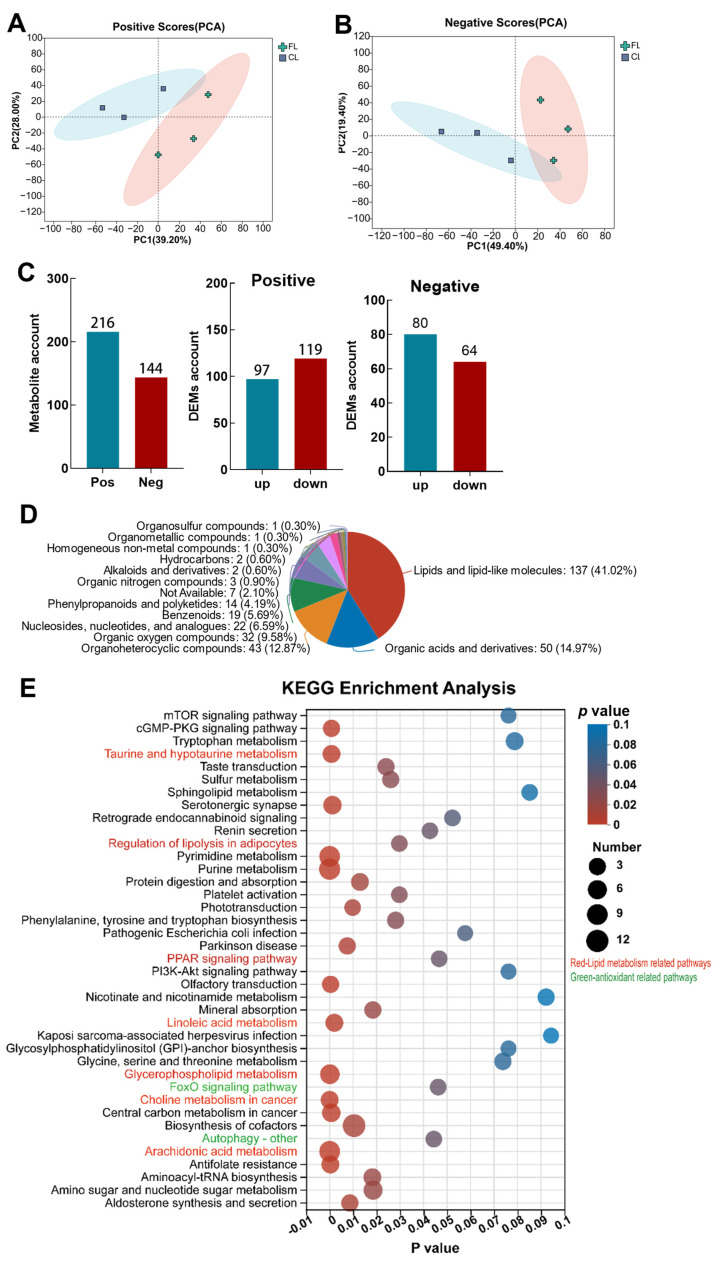 A
Positive Scores(PCA)
FL
CL
PC2(28.00%)
100
80
60
40
20
0
−20
−40
−60
−80
−100
−120
−100
−80
−60
−40
−20
0
20
40
60
80
100
PC1(39.20%)
B
Negative Scores(PCA)
FL
CL
PC2(19.40%)
120
100
80
60
40
20
0
−20
−40
−60
−80
−100
−120
−100
−80
−60
−40
−20
0
20
40
60
80
PC1(49.40%)
C
Metabolite account
300
200
100
0
216
144
Pos
Neg
Positive
DEMs account
200
150
100
50
0
97
119
up
down
Negative
DEMs account
100
80
60
40
20
0
80
64
up
down
D
Organosulfur compounds: 1 (0.30%)
Organometallic compounds: 1 (0.30%)
Homogeneous non-metal compounds: 1 (0.30%)
Hydrocarbons: 2 (0.60%)
Alkaloids and derivatives: 2 (0.60%)
Organic nitrogen compounds: 3 (0.90%)
Not Available: 7 (2.10%)
Phenylpropanoids and polyketides: 14 (4.19%)
Benzenoids: 19 (5.69%)
Nucleosides, nucleotides, and analogues: 22 (6.59%)
Organic oxygen compounds: 32 (9.58%)
Organoheterocyclic compounds: 43 (12.87%)
Lipids and lipid-like molecules: 137 (41.02%)
Organic acids and derivatives: 50 (14.97%)
E
KEGG Enrichment Analysis
mTOR signaling pathway
cGMP-PKG signaling pathway
Tryptophan metabolism
Taurine and hypotaurine metabolism
Taste transduction
Sulfur metabolism
Sphingolipid metabolism
Serotonergic synapse
Retrograde endocannabinoid signaling
Renin secretion
Regulation of lipolysis in adipocytes
Pyrimidine metabolism
Purine metabolism
Protein digestion and absorption
Platelet activation
Phototransduction
Phenylalanine, tyrosine and tryptophan biosynthesis
Pathogenic Escherichia coli infection
Parkinson disease
PPAR signaling pathway
PI3K-Akt signaling pathway
Olfactory transduction
Nicotinate and nicotinamide metabolism
Mineral absorption
Linoleic acid metabolism
Kaposi sarcoma-associated herpesvirus infection
Glycosylphosphatidylinositol (GPI)-anchor biosynthesis
Glycine, serine and threonine metabolism
Glycerophospholipid metabolism
FoxO signaling pathway
Choline metabolism in cancer
Central carbon metabolism in cancer
Biosynthesis of cofactors
Autophagy - other
Arachidonic acid metabolism
Antifolate resistance
Aminoacyl-tRNA biosynthesis
Amino sugar and nucleotide sugar metabolism
Aldosterone synthesis and secretion
-0.01
0
0.01
0.02
0.03
0.04
0.05
0.06
0.07
0.08
0.09
0.1
P value
p value
0.1
0.08
0.06
0.04
0.02
0
Number
3
6
9
12
Red-Lipid metabolism related pathways
Green-antioxidant related pathways